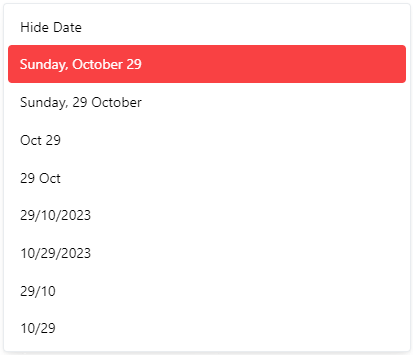 Hide Date
Sunday, October 29
Sunday, 29 October
Oct 29
29 Oct
29/10/2023
10/29/2023
29/10
10/29